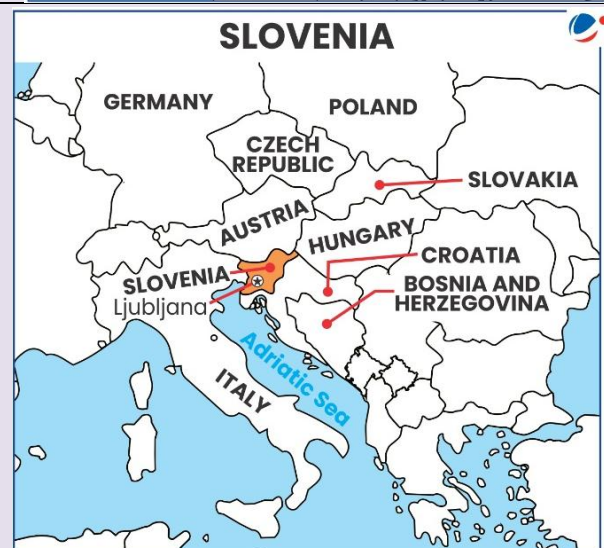 SLOVENIA
GERMANY
POLAND
CZECH
REPUBLIC
SLOVAKIA
AUSTRIA
HUNGARY
CROATIA
SLOVENIA
BOSNIA AND
HERZEGOVINA
Ljubljana
Adriatic Sea
ITALY